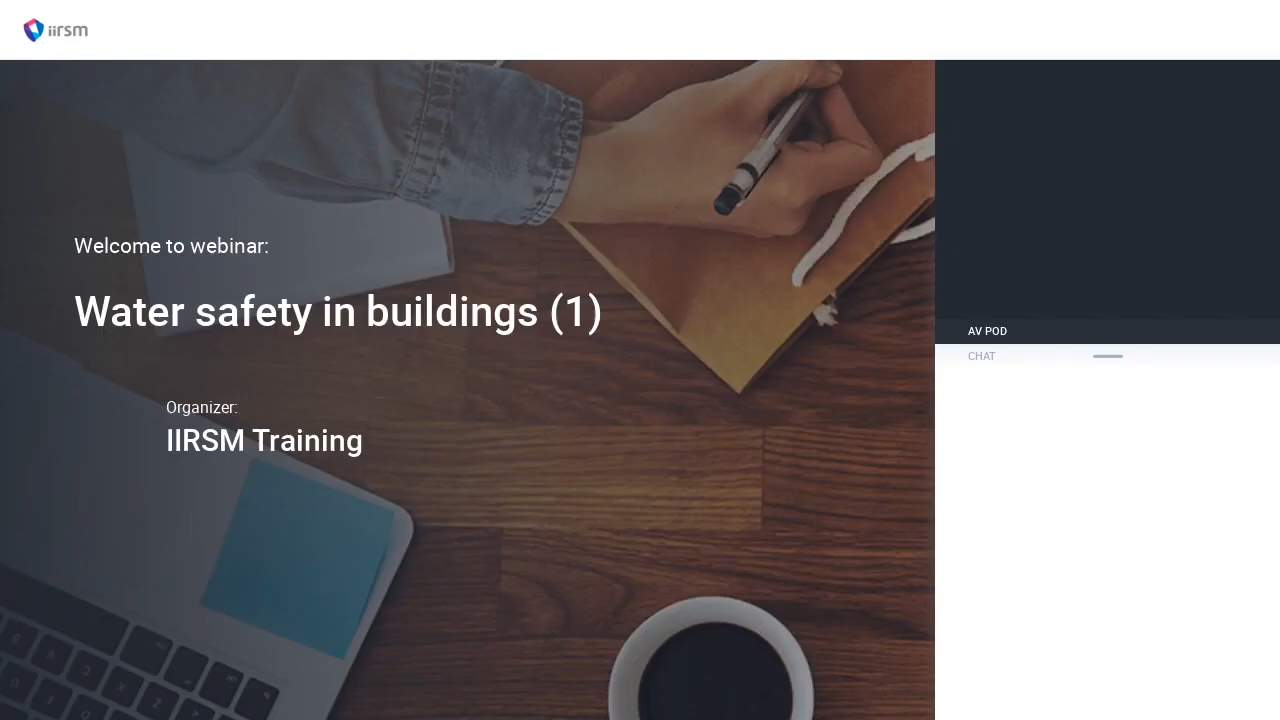 iirsm
Welcome to webinar:
Water safety in buildings (1)
Organizer:
IIRSM Training
AV POD
CHAT